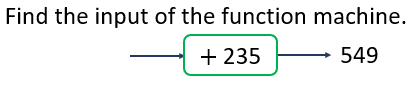 Find the input of the function machine.
+ 235 549